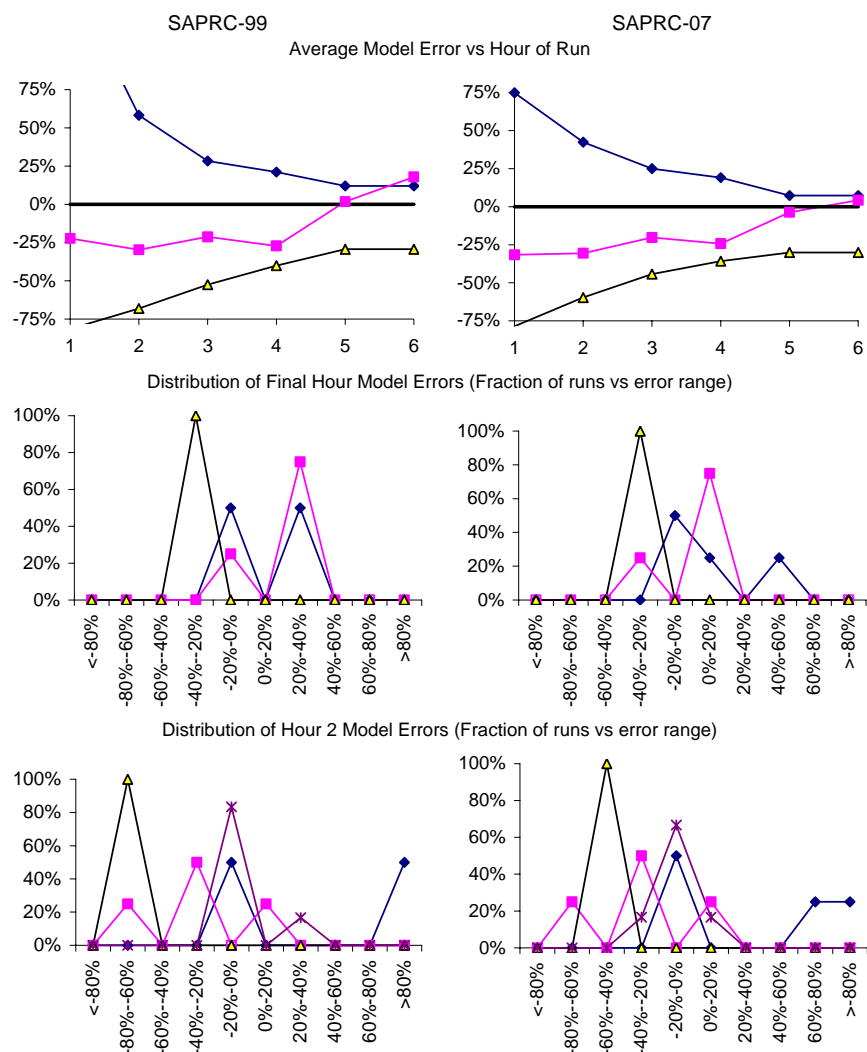 SAPRC-99 SAPRC-07
Average Model Error vs Hour of Run
75% 75%
50% 50%
25% 25%
0% 0%
-25% -25%
-50% -50%
-75% -75%
1 2 3 4 5 6 1 2 3 4 5 6
Distribution of Final Hour Model Errors (Fraction of runs vs error range)
100% 100%
80% 80%
60% 60%
40% 40%
20% 20%
0% 0%
<-80% -80%--60% -60%--40% -40%--20% -20%-0% 0%-20% 20%-40% 40%-60% 60%-80% >80% <-80% -80%--60% -60%--40% -40%--20% -20%-0% 0%-20% 20%-40% 40%-60% 60%-80% >-80%
Distribution of Hour 2 Model Errors (Fraction of runs vs error range)
100% 100%
80% 80%
60% 60%
40% 40%
20% 20%
0% 0%
<-80% -80%--60% -60%--40% -40%--20% -20%-0% 0%-20% 20%-40% 40%-60% 60%-80% >80% <-80% -80%--60% -60%--40% -40%--20% -20%-0% 0%-20% 20%-40% 40%-60% 60%-80% >80%